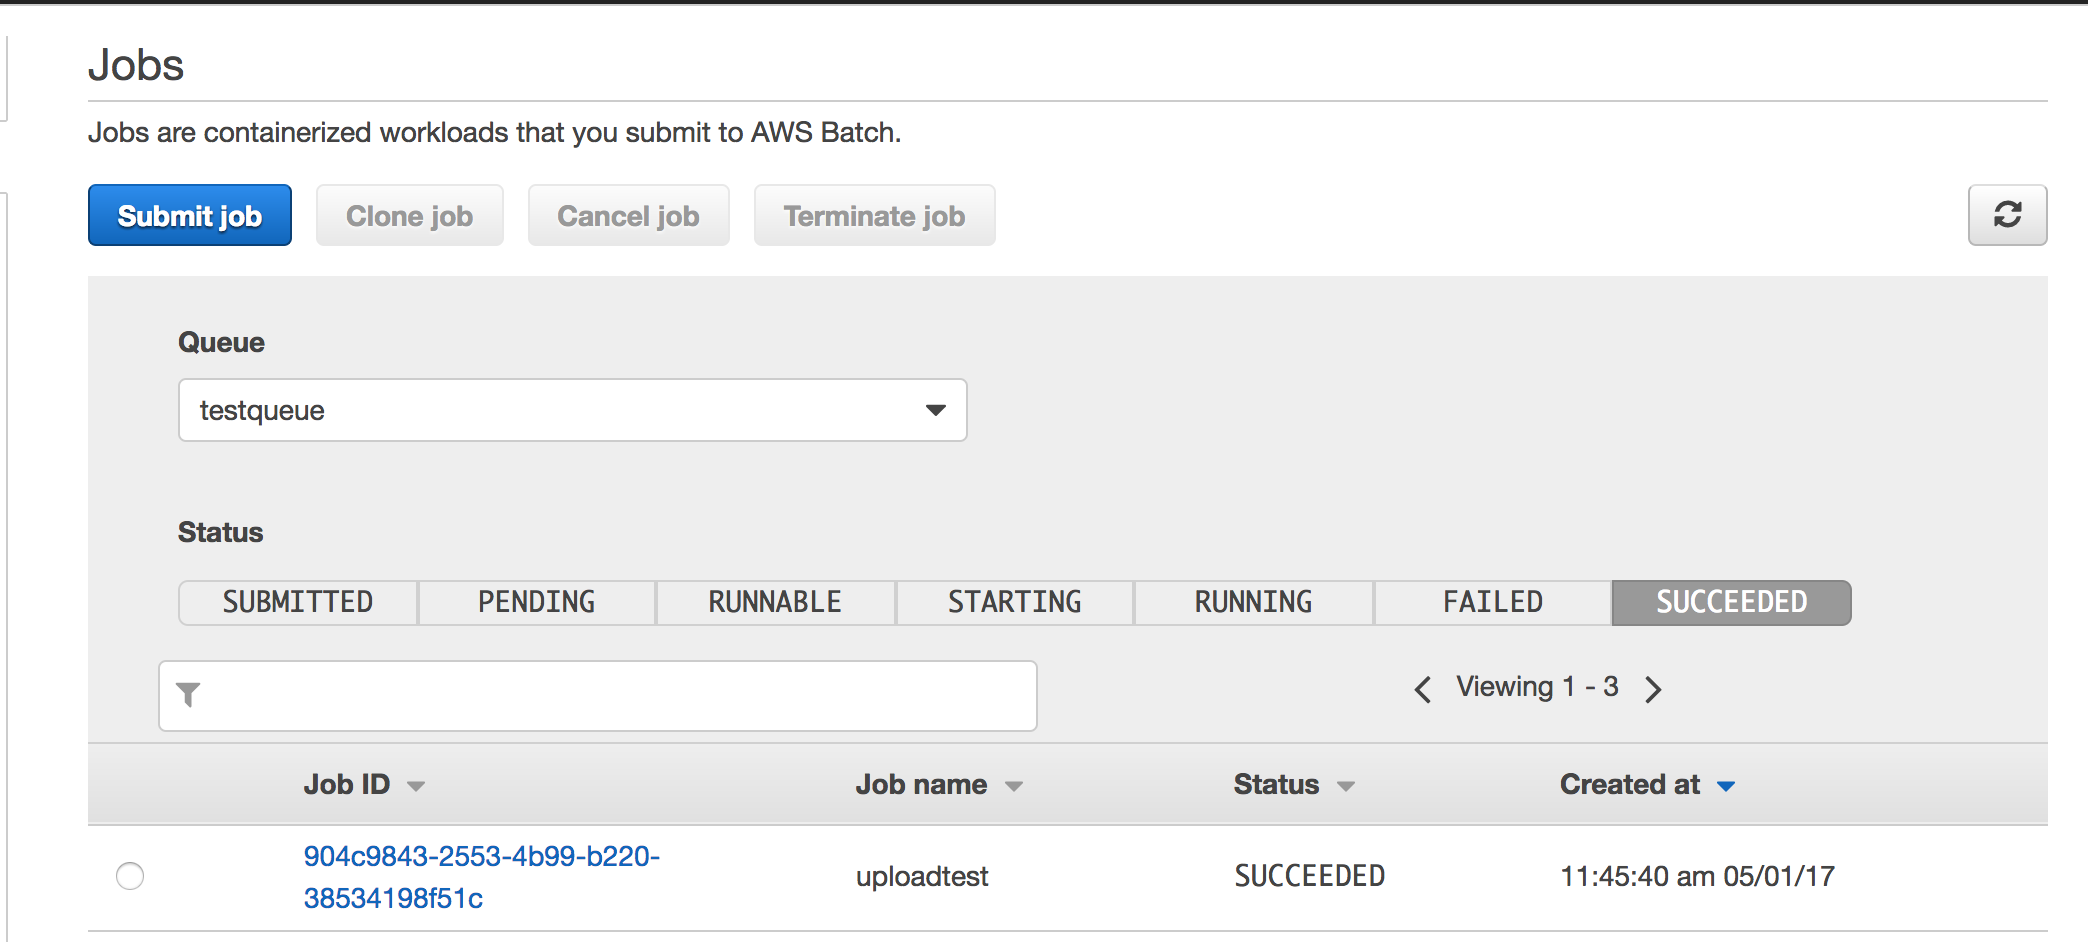 Jobs
Jobs are containerized workloads that you submit to AWS Batch.
Submit job Clone job Cancel job Terminate job
Queue
testqueue
Status
SUBMITTED PENDING RUNNABLE STARTING RUNNING FAILED SUCCEEDED
Viewing 1 - 3
Job ID Job name Status Created at
904c9843-2553-4b99-b220-
38534198f51c
uploadtest SUCCEEDED 11:45:40 am 05/01/17